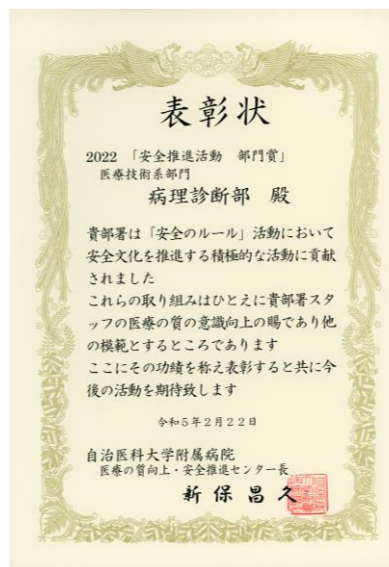 表彰状
2022 「安全推進活動 部門賞」
医療技術系部門
病理診断部 殿
貴部署は「安全のルール」活動において
安全文化を推進する積極的な活動に貢献
されました
これらの取り組みはひとえに貴部署スタ
ッフの医療の質の意識向上の賜であり他
の模範とするところであります
ここにその功績を称え表彰すると共に今
後の活動を期待致します
令和5年2月22日
自治医科大学附属病院
医療の質向上・安全推進センター長
新保昌久